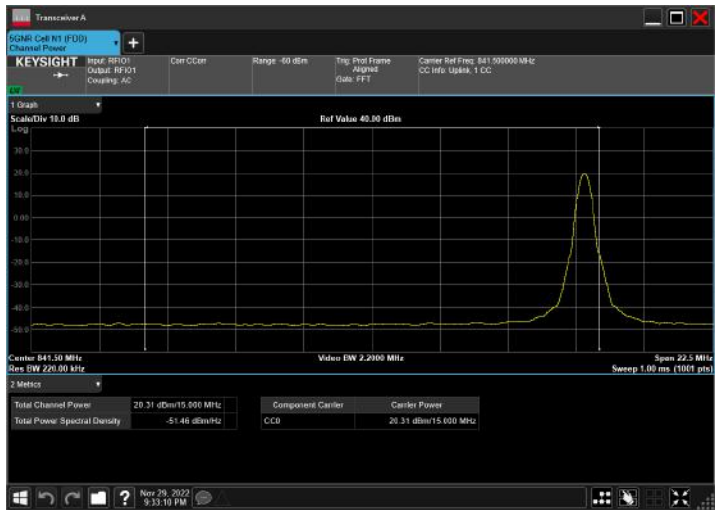 Transceiver A
5GNR Cell N1 (FDD)
Channel Power
KEYSIGHT
Input: RFIO1
Output: RFIO1
Coupling: AC
Corr CCorr
Range: -60 dBm
Trig: Prot Frame
Aligned
Gate: FFT
Carrier Ref Freq: 841.500000 MHz
CC Info: Uplink, 1 CC
1 Graph
Scale/Div 10.0 dB
Ref Value 40.00 dBm
Log
30.0
20.0
10.0
0.00
-10.0
-20.0
-30.0
-40.0
-50.0
Center 841.50 MHz
Video BW 2.2000 MHz
Span 22.5 MHz
Res BW 220.00 kHz
Sweep 1.00 ms (1001 pts)
2 Metrics
Total Channel Power
20.31 dBm/15.000 MHz
Total Power Spectral Density
-51.46 dBm/Hz
Component Carrier
Carrier Power
CC0
20.31 dBm/15.000 MHz
?
Nov 29, 2022
9:33:10 PM